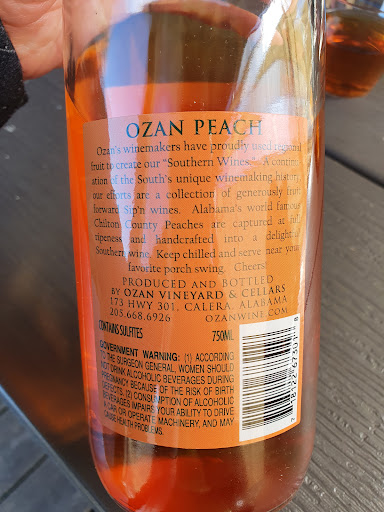 OZAN PEACH
Ozan's winemakers have proudly used regional
fruit to create our "Southern Wines." A continu-
ation of the South's unique winemaking history,
our efforts are a collection of generously fruit
forward Sip'n wines. Alabama's world famous
Chilton County Peaches are captured at full
ripeness and handcrafted into a delightful
Southern wine. Keep chilled and serve near your
favorite porch swing. Cheers!
PRODUCED AND BOTTLED
BY OZAN VINEYARD & CELLARS
173 HWY 301, CALERA, ALABAMA
205.668.6926 OZANWINE.COM
CONTAINS SULFITES 750ML
GOVERNMENT WARNING: (1) ACCORDING
TO THE SURGEON GENERAL, WOMEN SHOULD
NOT DRINK ALCOHOLIC BEVERAGES DURING
PREGNANCY BECAUSE OF THE RISK OF BIRTH
DEFECTS. (2) CONSUMPTION OF ALCOHOLIC
BEVERAGES IMPAIRS YOUR ABILITY TO DRIVE
A CAR OR OPERATE MACHINERY, AND MAY
CAUSE HEALTH PROBLEMS.